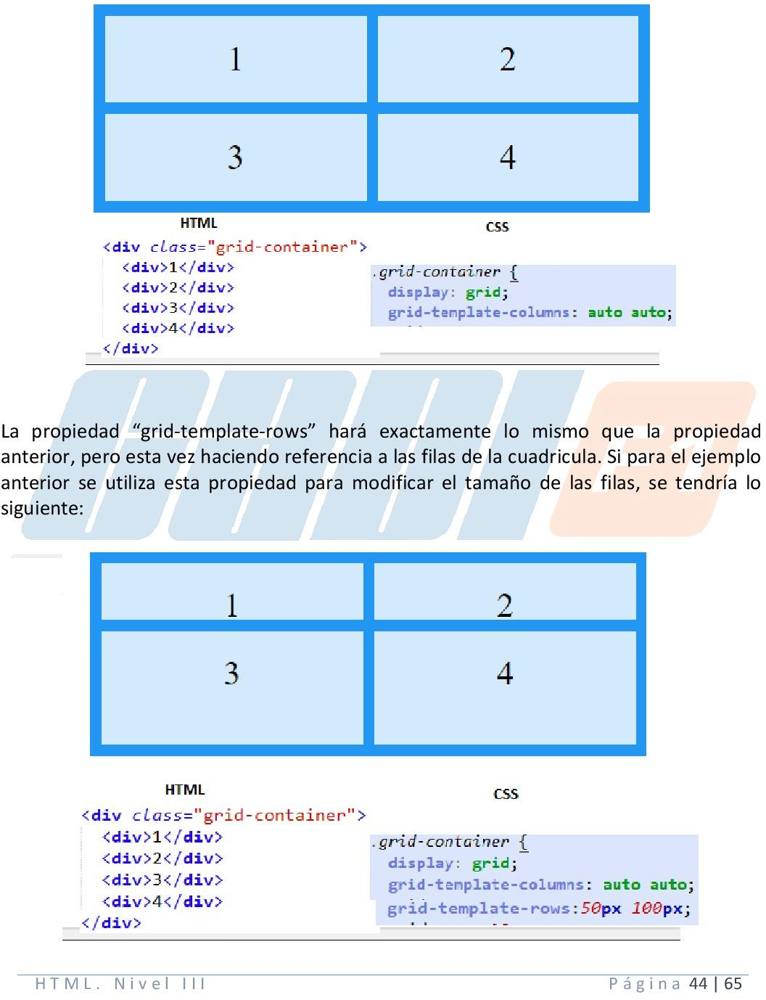 1 2
3 4
HTML
CSS
<div class="grid-container">
<div>1</div>
<div>2</div>
<div>3</div>
<div>4</div>
</div>
.grid-container {
display: grid;
grid-template-columns: auto auto;
La propiedad “grid-template-rows” hará exactamente lo mismo que la propiedad
anterior, pero esta vez haciendo referencia a las filas de la cuadricula. Si para el ejemplo
anterior se utiliza esta propiedad para modificar el tamaño de las filas, se tendría lo
siguiente:
1 2
3 4
HTML
CSS
<div class="grid-container">
<div>1</div>
<div>2</div>
<div>3</div>
<div>4</div>
</div>
.grid-container {
display: grid;
grid-template-columns: auto auto;
grid-template-rows:50px 100px;
HTML. Nivel III
Página 44 | 65